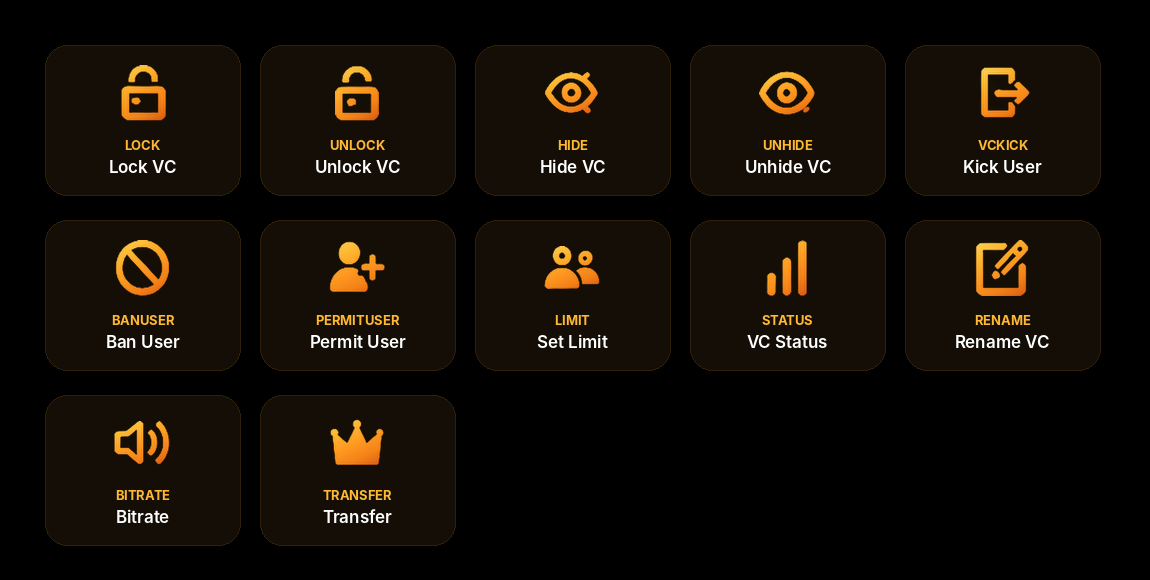 LOCK
Lock VC
UNLOCK
Unlock VC
HIDE
Hide VC
UNHIDE
Unhide VC
VCKICK
Kick User
BANUSER
Ban User
PERMITUSER
Permit User
LIMIT
Set Limit
STATUS
VC Status
RENAME
Rename VC
BITRATE
Bitrate
TRANSFER
Transfer